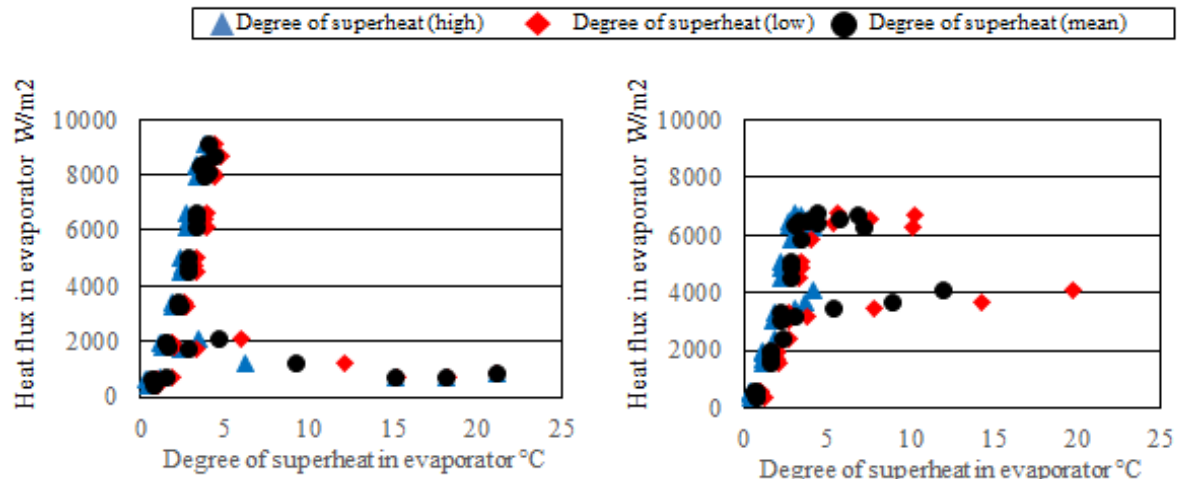 Degree of superheat (high) Degree of superheat (low) Degree of superheat (mean)
Heat flux in evaporator W/m2
10000
8000
6000
4000
2000
0
0 5 10 15 20 25
Degree of superheat in evaporator °C
Heat flux in evaporator W/m2
10000
8000
6000
4000
2000
0
0 5 10 15 20 25
Degree of superheat in evaporator °C